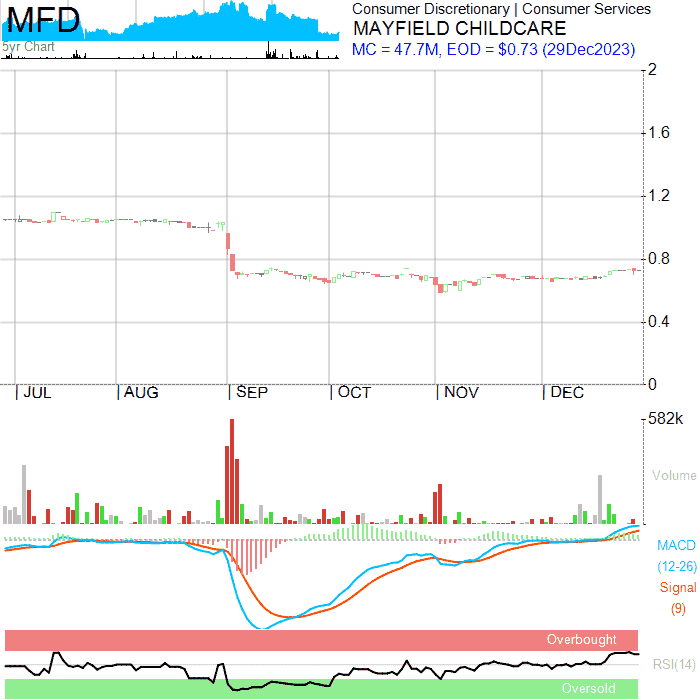 MFD
5yr Chart
Consumer Discretionary | Consumer Services
MAYFIELD CHILDCARE
MC = 47.7M, EOD = $0.73 (29Dec2023)
2
1.6
1.2
0.8
0.4
0
| JUL | AUG | SEP | OCT | NOV | DEC
582k
Volume
MACD
(12-26)
Signal
(9)
Overbought
RSI(14)
Oversold